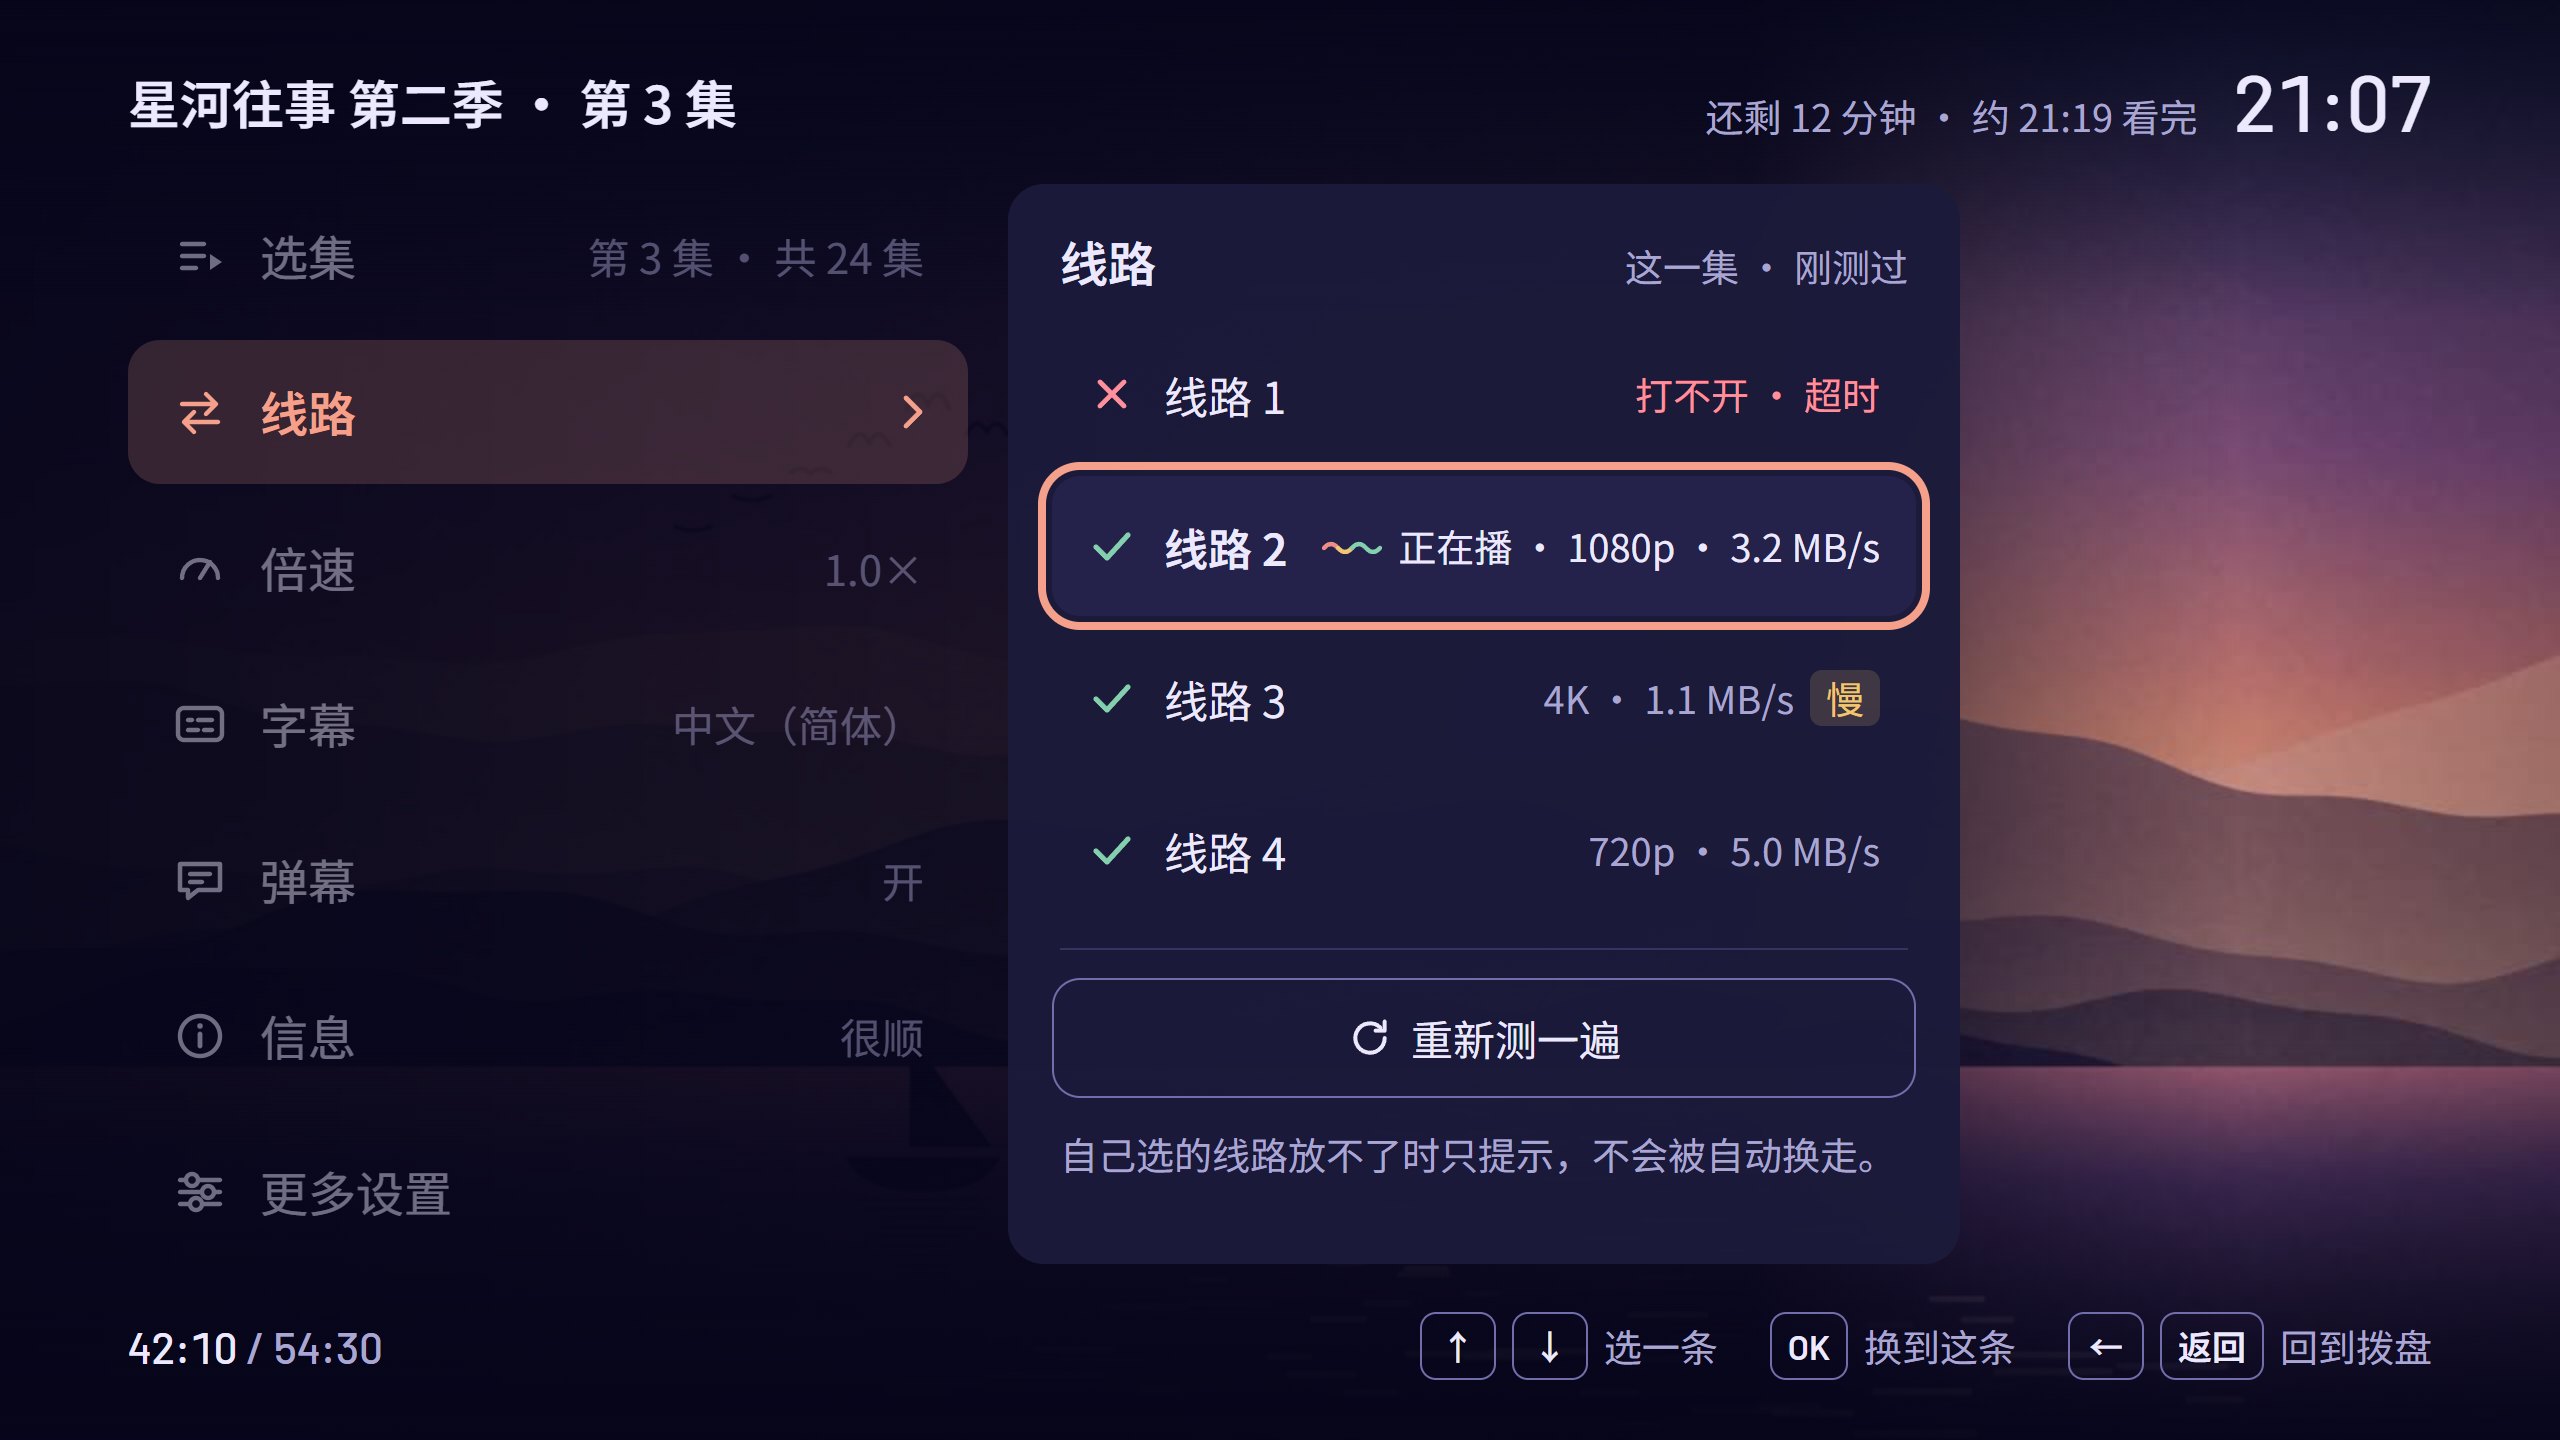 星河往事 第二季 · 第 3 集
还剩 12 分钟 · 约 21:19 看完 21:07
选集 第 3 集 · 共 24 集
线路
倍速 1.0×
字幕 中文（简体）
弹幕 开
信息 很顺
更多设置
线路 这一集 · 刚测过
线路 1 打不开 · 超时
线路 2 正在播 · 1080p · 3.2 MB/s
线路 3 4K · 1.1 MB/s 慢
线路 4 720p · 5.0 MB/s
重新测一遍
自己选的线路放不了时只提示，不会被自动换走。
42:10 / 54:30
↑ ↓ 选一条 OK 换到这条 ← 返回 回到拨盘